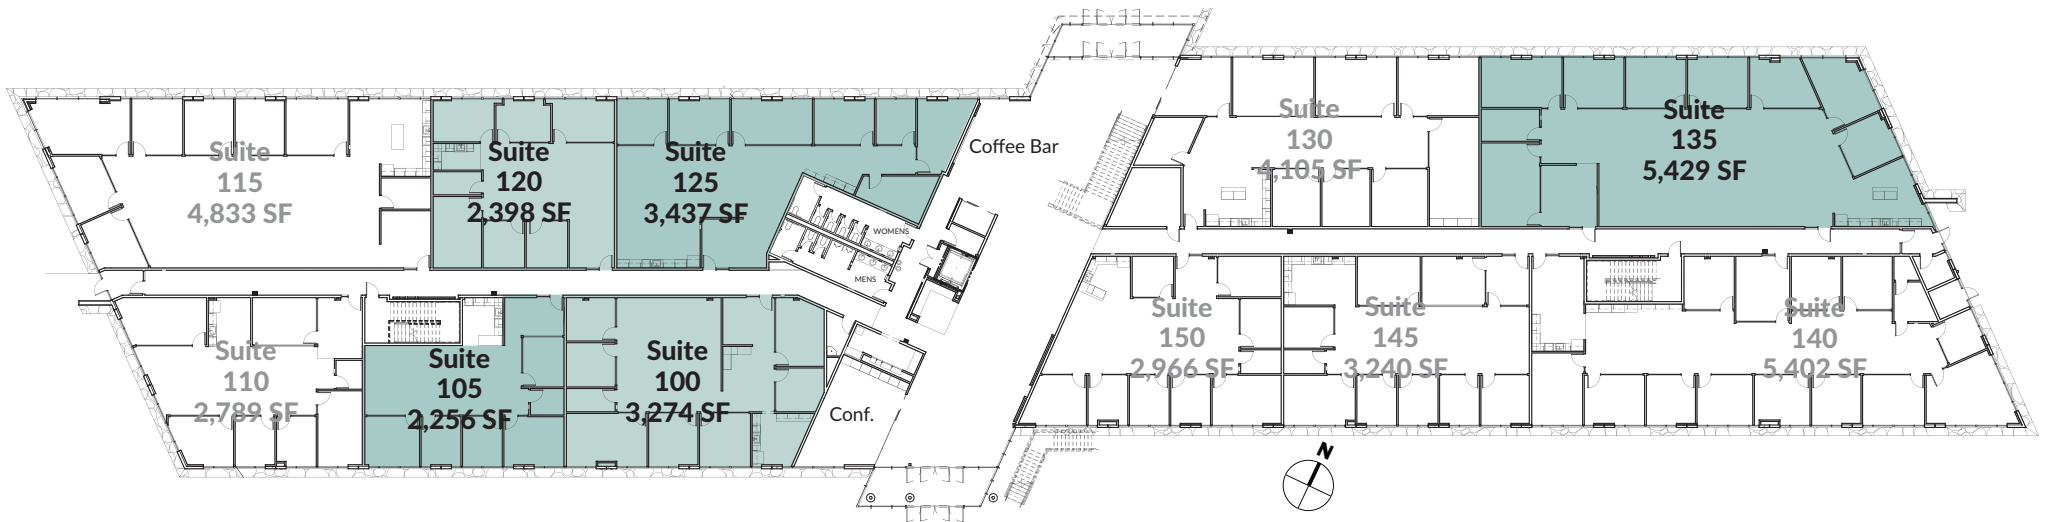 Suite
115
4,833 SF
Suite
120
2,398 SF
Suite
125
3,437 SF
Coffee Bar
Suite
130
4,105 SF
Suite
135
5,429 SF
WOMENS
MENS
Suite
110
2,789 SF
Suite
105
2,256 SF
Suite
100
3,274 SF
Conf.
Suite
150
2,966 SF
Suite
145
3,240 SF
Suite
140
5,402 SF
N